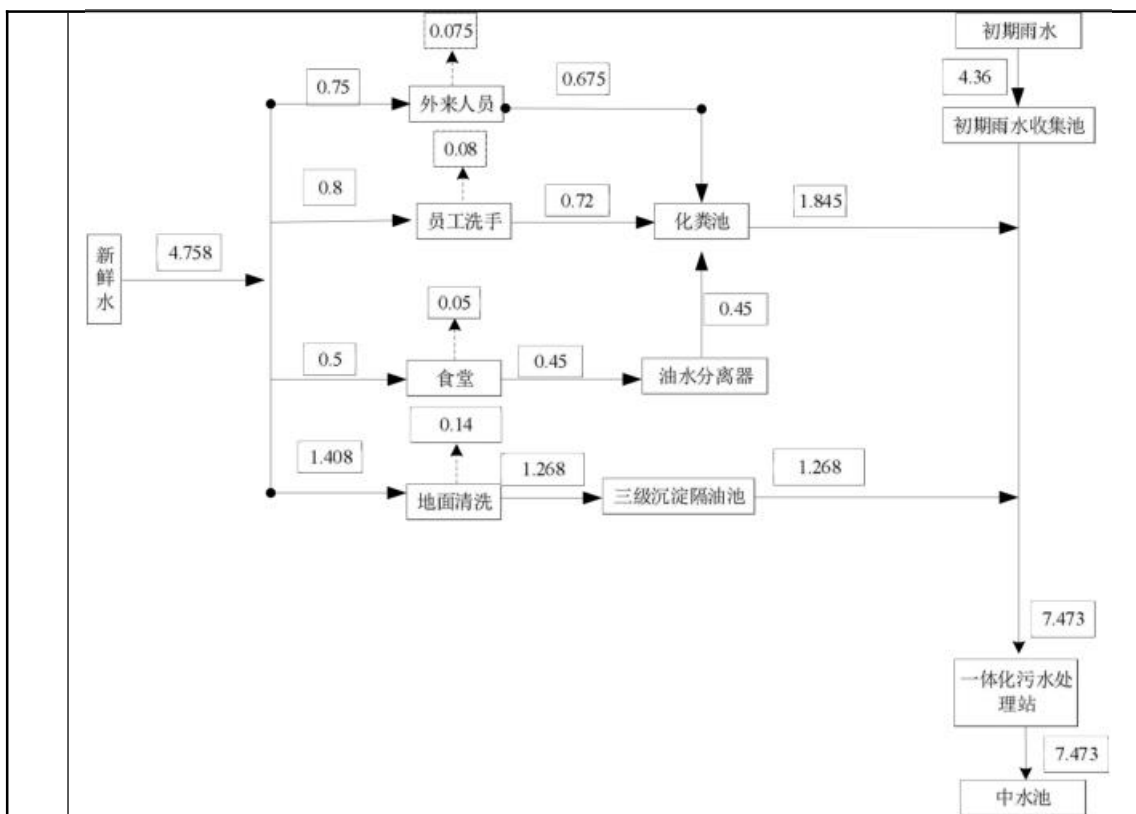 0.075
初期雨水
0.75
0.675
4.36
外来人员
初期雨水收集池
0.08
0.8
0.72
1.845
员工洗手
化粪池
新
鲜
水
4.758
0.05
0.45
0.5
0.45
食堂
油水分离器
0.14
1.408
1.268
1.268
地面清洗
三级沉淀隔油池
7.473
一体化污水处
理站
7.473
中水池